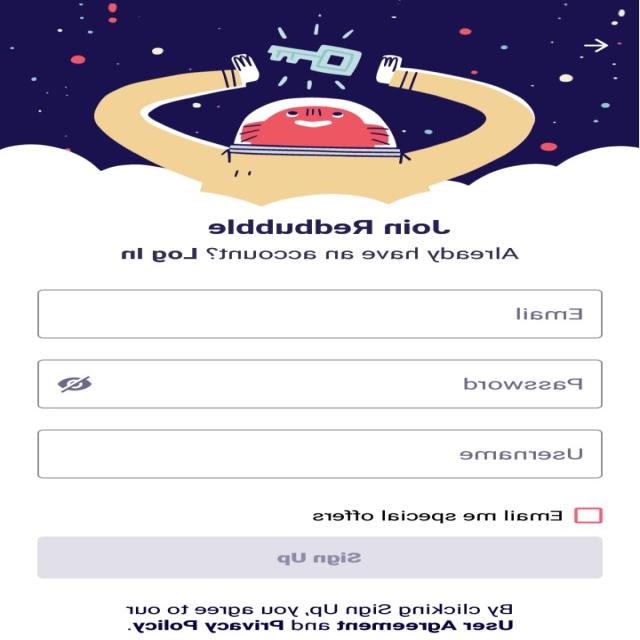 Join Redbubble
Already have an account? Log In
Email
Password
Username
Email me special offers
Sign Up
By clicking Sign Up, you agree to our
User Agreement and Privacy Policy.